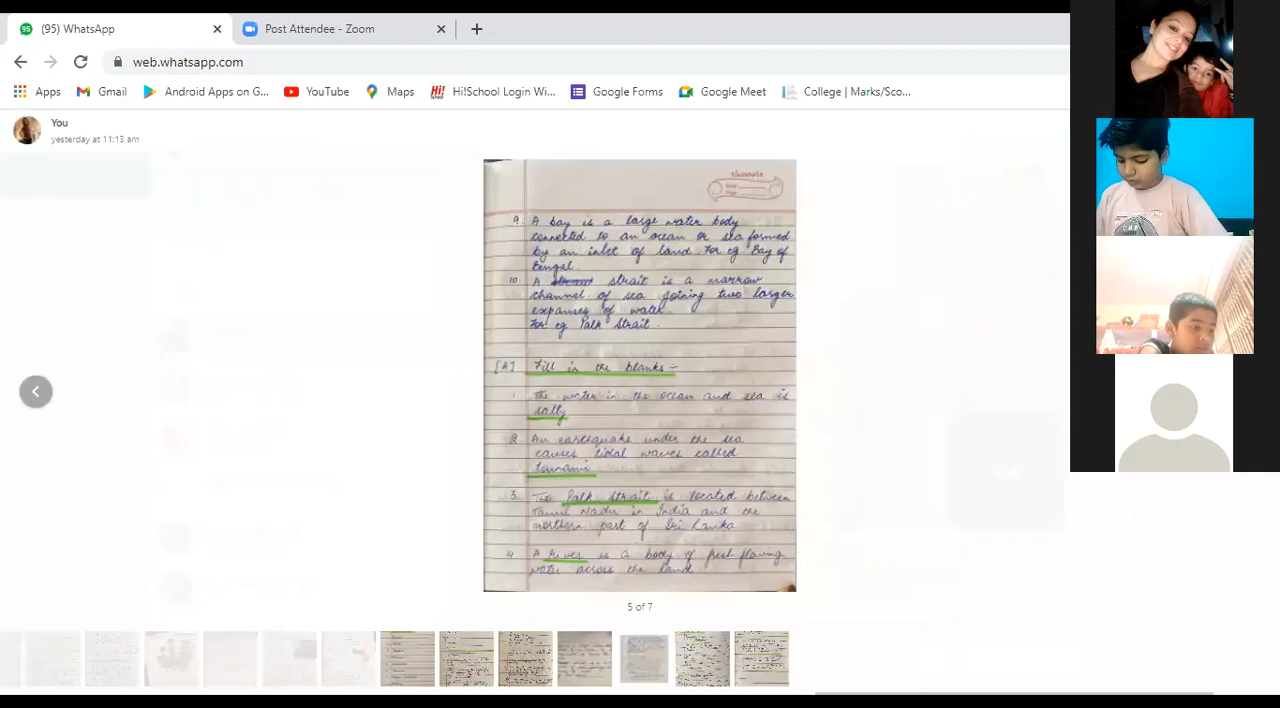 (95) WhatsApp
Post Attendee - Zoom
web.whatsapp.com
Apps
Gmail
Android Apps on G...
YouTube
Maps
Hi!School Login Wi...
Google Forms
Google Meet
College | Marks/Sco...
You
yesterday at 11:13 am
classmate
Date
Page
9. A bay is a large water body
connected to an ocean or sea formed
by an inlet of land For eg Bay of
Bengal.
10. A strait is a narrow
channel of sea joining two larger
expanses of water.
For eg Palk Strait.
[A] Fill in the blanks :-
1. The water in the ocean and sea is
salty
2. An earthquake under the sea
causes tidal waves called
tsunami
3. The Palk Strait is located between
Tamil Nadu in India and the
northern part of Sri Lanka
4. A River is a body of fresh flowing
water across the land
5 of 7